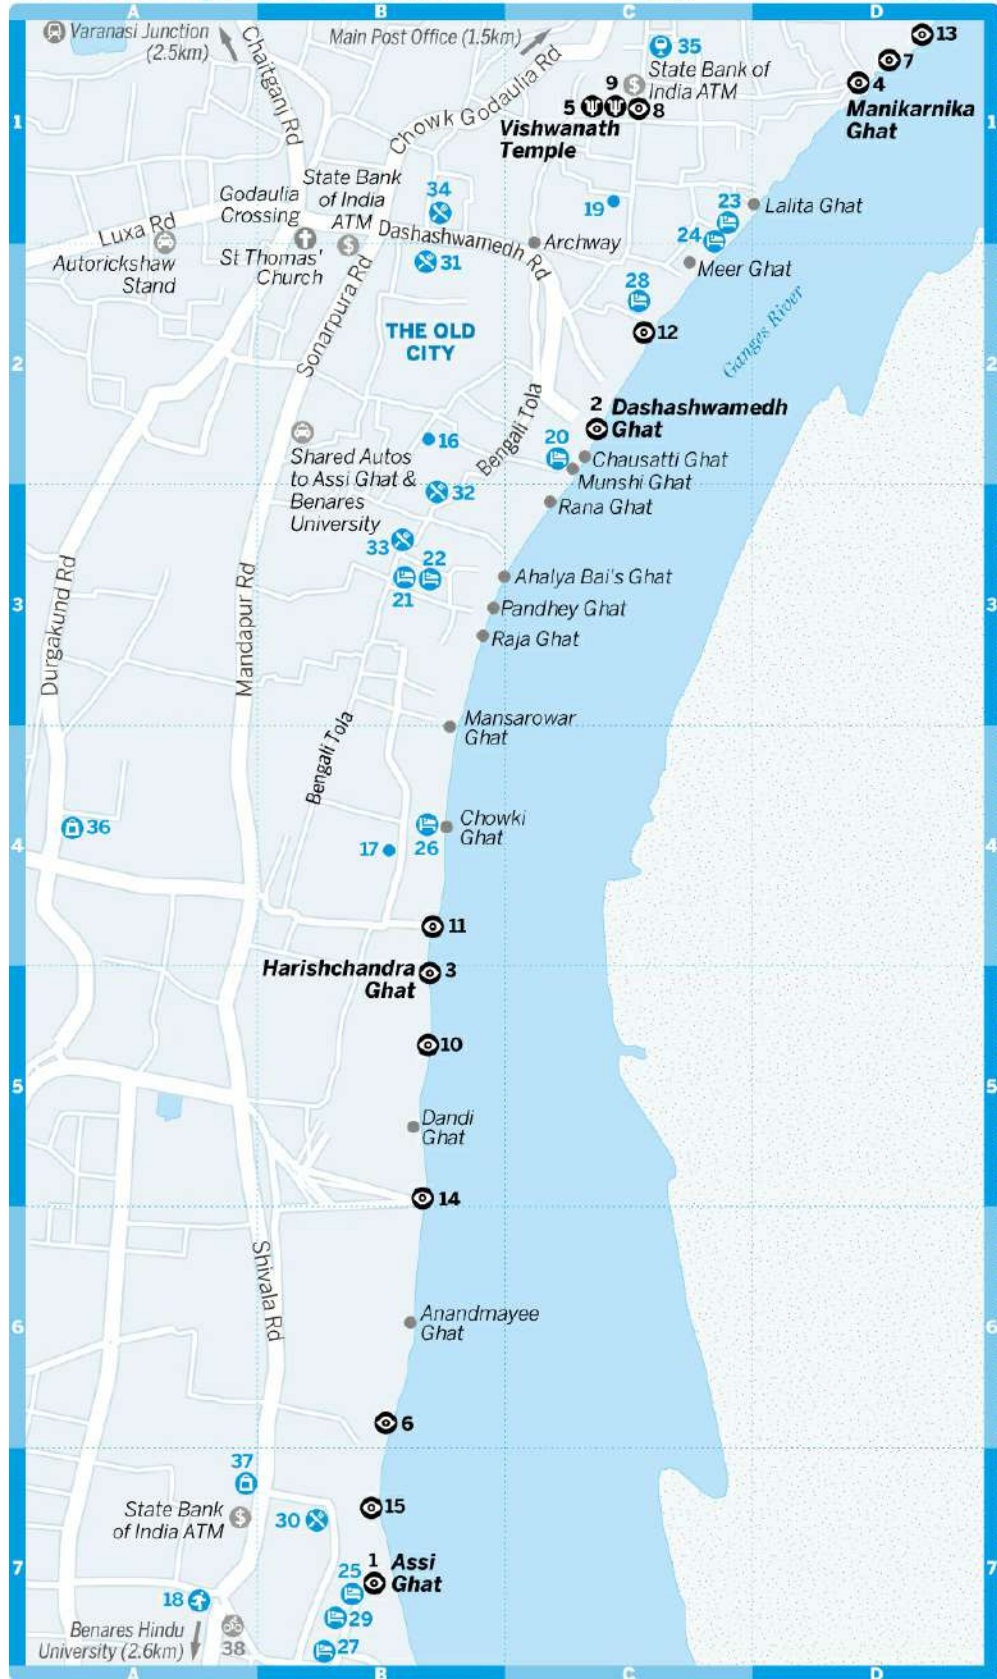 A
B
C
D
Varanasi Junction
(2.5km)
Main Post Office (1.5km)
35
State Bank of
India ATM
13
7
4
Manikarnika
Ghat
9
5
8
Vishwanath
Temple
1
1
Chaitganj Rd
Chowk Godaulia Rd
State Bank
of India
ATM
34
Godaulia
Crossing
Luxa Rd
Autorickshaw
Stand
St Thomas'
Church
Dashashwamedh Rd
31
19
Archway
23
24
Lalita Ghat
Meer Ghat
28
12
Ganges River
Sonarpura Rd
THE OLD
CITY
2
2
2
Dashashwamedh
Ghat
Bengali Tola
16
20
Chausatti Ghat
Munshi Ghat
Rana Ghat
Shared Autos
to Assi Ghat &
Benares
University
32
33
22
21
Ahalya Bai's Ghat
Pandhey Ghat
Raja Ghat
3
3
Durgakund Rd
Mandapur Rd
Mansarowar
Ghat
Bengali Tola
36
Chowki
Ghat
17
26
4
4
11
Harishchandra
Ghat
3
10
5
5
Dandi
Ghat
14
Shivala Rd
Anandmayee
Ghat
6
6
6
37
State Bank
of India ATM
30
15
1
Assi
Ghat
7
7
25
18
29
27
Benares Hindu
University (2.6km)
38
A
B
C
D